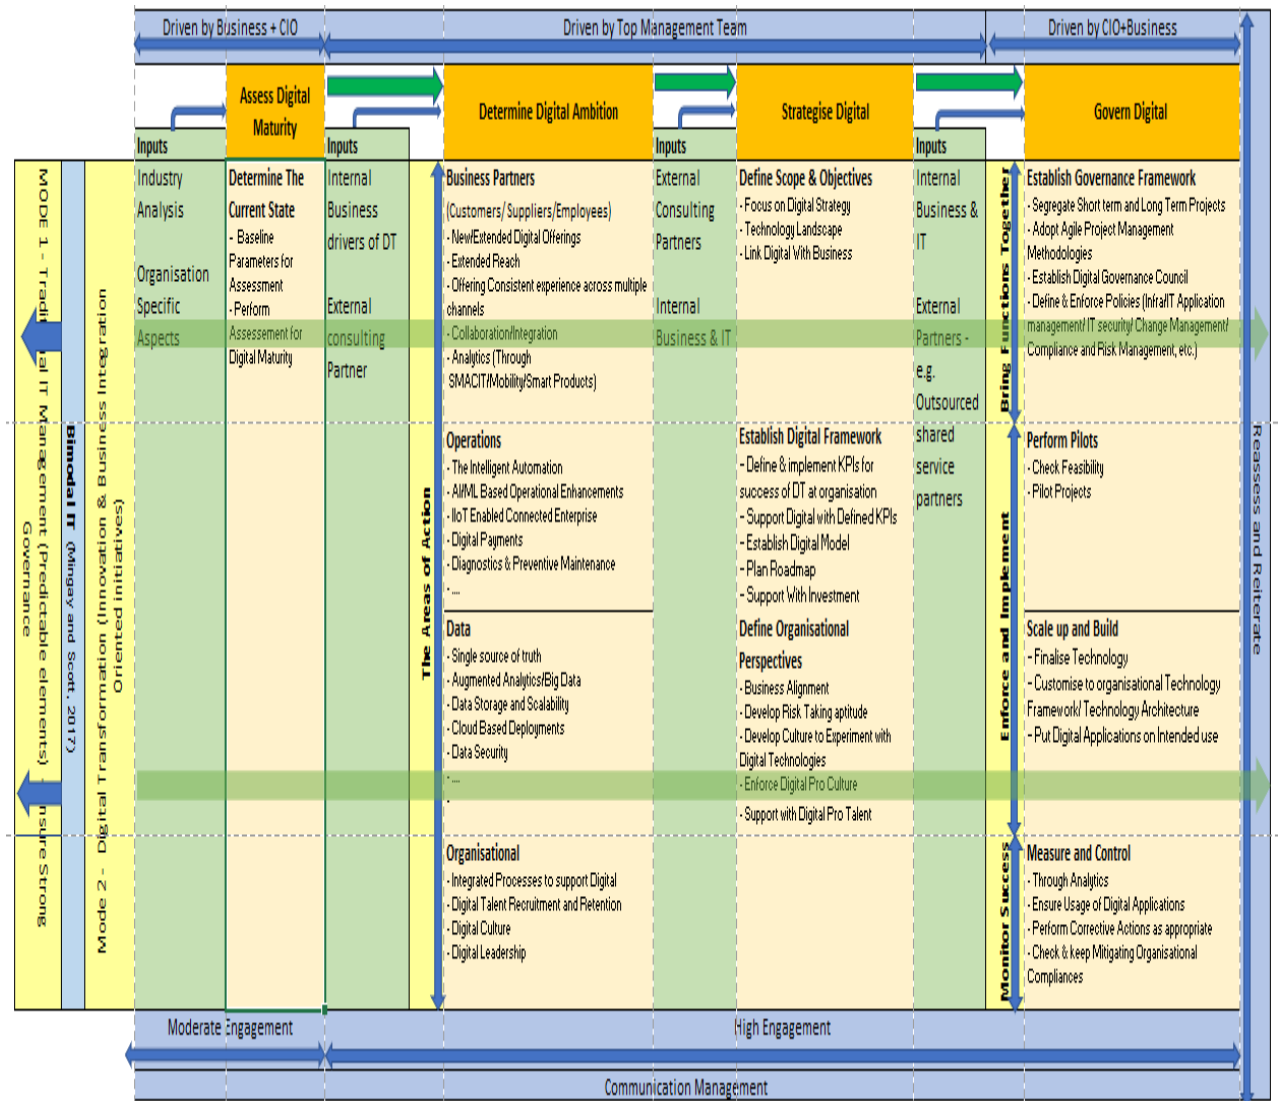 Driven by Business + CIO
Driven by Top Management Team
Driven by CIO+Business
Assess Digital
Maturity
Determine Digital Ambition
Strategise Digital
Govern Digital
Inputs
Industry
Analysis
Organisation
Specific
Aspects
Determine The
Current State
- Baseline
Parameters for
Assessment
- Perform
Assessement for
Digital Maturity
Inputs
Internal
Business
drivers of DT
External
consulting
Partner
The Areas of Action
Business Partners
(Customers/ Suppliers/Employees)
- New/Extended Digital Offerings
- Extended Reach
- Offering Consistent experience across multiple
channels
- Collaboration/Integration
- Analytics (Through
SMACIT/Mobility/Smart Products)
Operations
- The Intelligent Automation
- AI/ML Based Operational Enhancements
- IIoT Enabled Connected Enterprise
- Digital Payments
- Diagnostics & Preventive Maintenance
- ...
Data
- Single source of truth
- Augmented Analytics/Big Data
- Data Storage and Scalability
- Cloud Based Deployments
- Data Security
- ...
-
Organisational
- Integrated Processes to support Digital
- Digital Talent Recruitment and Retention
- Digital Culture
- Digital Leadership
Inputs
External
Consulting
Partners
Internal
Business & IT
Define Scope & Objectives
- Focus on Digital Strategy
- Technology Landscape
- Link Digital With Business
Establish Digital Framework
- Define & implement KPIs for
success of DT at organisation
- Support Digital with Defined KPIs
- Establish Digital Model
- Plan Roadmap
- Support With Investment
Define Organisational
Perspectives
- Business Alignment
- Develop Risk Taking aptitude
- Develop Culture to Experiment with
Digital Technologies
- Enforce Digital Pro Culture
- Support with Digital Pro Talent
Inputs
Internal
Business &
IT
External
Partners -
e.g.
Outsourced
shared
service
partners
Bring Functions Together
Enforce and Implement
Monitor Success
Establish Governance Framework
- Segregate Short term and Long Term Projects
- Adopt Agile Project Management
Methodologies
- Establish Digital Governance Council
- Define & Enforce Policies (Infra/IT Application
management/ IT security/ Change Management/
Compliance and Risk Management, etc.)
Perform Pilots
- Check Feasibility
- Pilot Projects
Scale up and Build
- Finalise Technology
- Customise to organisational Technology
Framework/ Technology Architecture
- Put Digital Applications on Intended use
Measure and Control
- Through Analytics
- Ensure Usage of Digital Applications
- Perform Corrective Actions as appropriate
- Check & keep Mitigating Organisational
Compliances
Reassess and Reiterate
MODE 1 - al IT Management (Predictable elements) Strong
Governance
Bimodal IT (Mingay and Scott, 2017)
Mode 2 - Digital Transformation (Innovation & Business Integration
Oriented initiatives)
Moderate Engagement
High Engagement
Communication Management